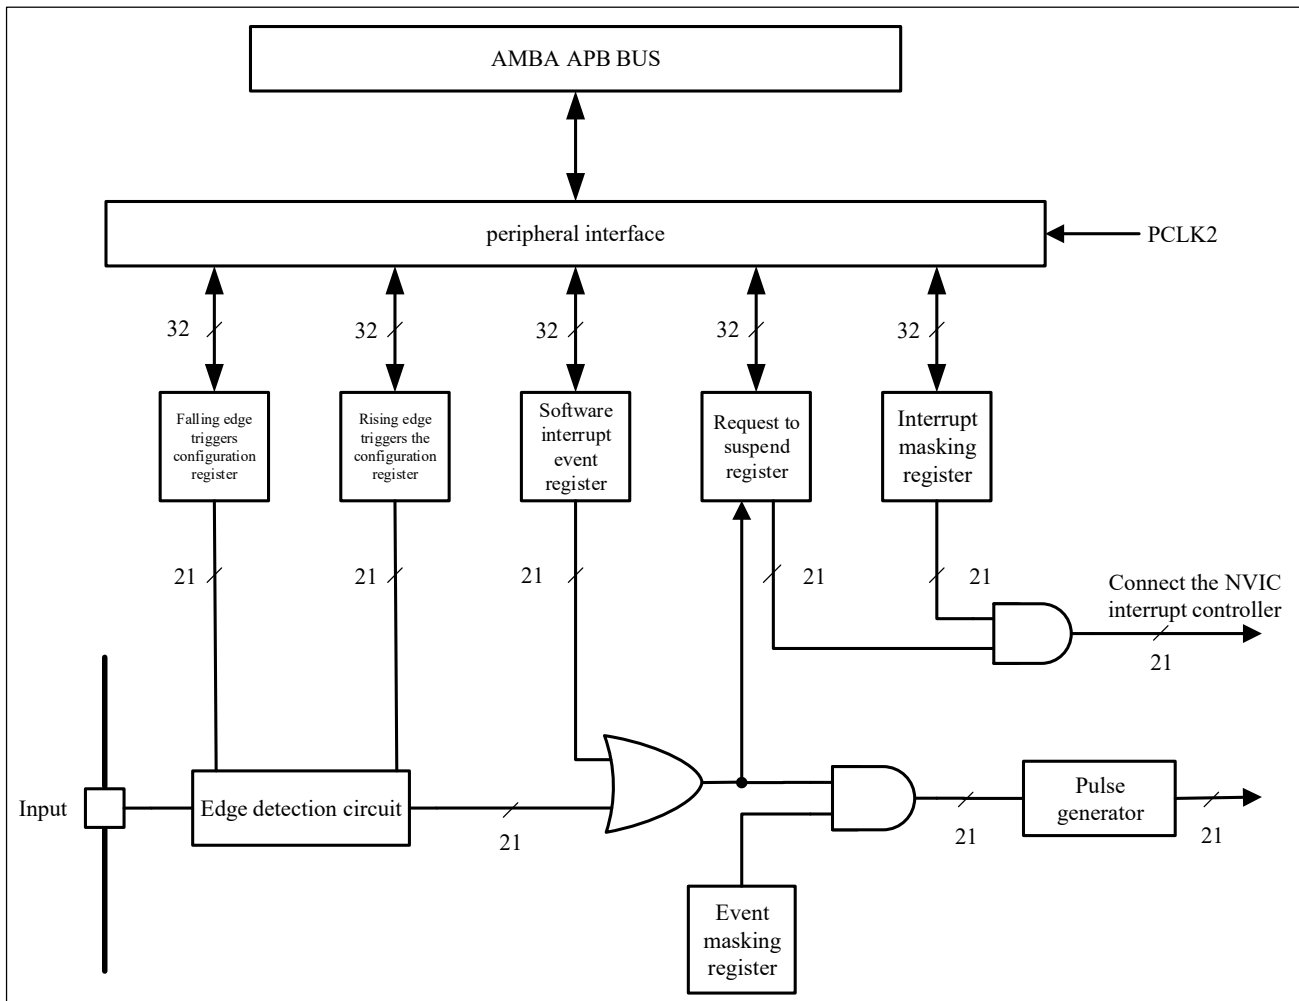 AMBA APB BUS
peripheral interface
PCLK2
32
32
32
32
32
Falling edge
triggers
configuration
register
Rising edge
triggers the
configuration
register
Software
interrupt
event
register
Request to
suspend
register
Interrupt
masking
register
21
21
21
21
21
Connect the NVIC
interrupt controller
21
Input
Edge detection circuit
21
21
Pulse
generator
21
Event
masking
register